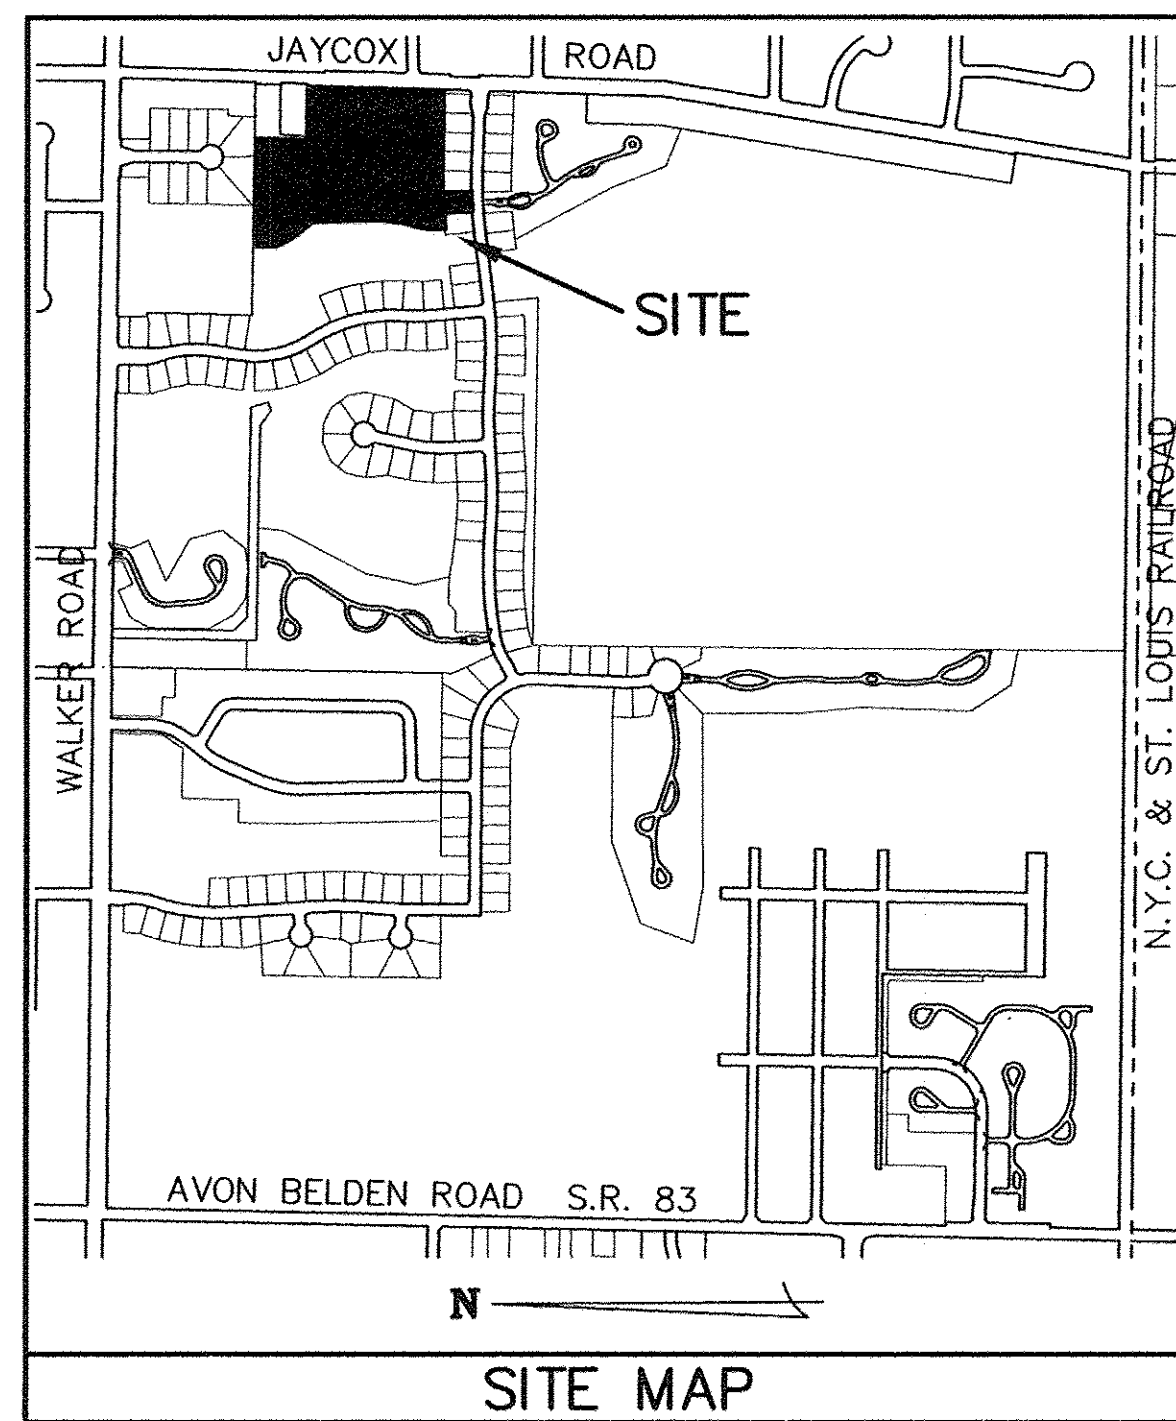 JAYCOX ROAD
SITE
WALKER ROAD
N.Y.C. & ST. LOUIS RAILROAD
AVON BELDEN ROAD S.R. 83
N
SITE MAP